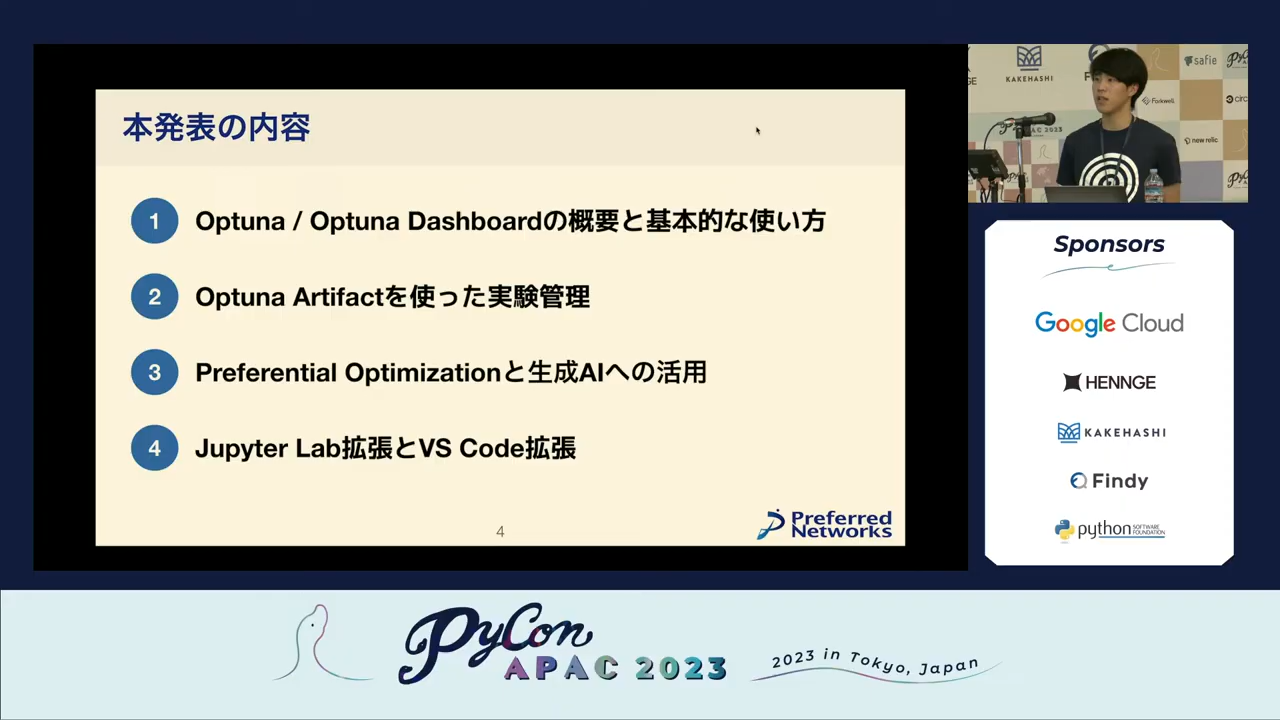 本発表の内容
1 Optuna / Optuna Dashboardの概要と基本的な使い方
2 Optuna Artifactを使った実験管理
3 Preferential Optimizationと生成AIへの活用
4 Jupyter Lab拡張とVS Code拡張
4
Preferred
Networks
KAKEHASHI
safie
Forkwell
APAC 2023
new relic
Sponsors
Google Cloud
HENNGE
KAKEHASHI
Findy
python SOFTWARE FOUNDATION
PyCon
APAC 2023
2023 in Tokyo, Japan